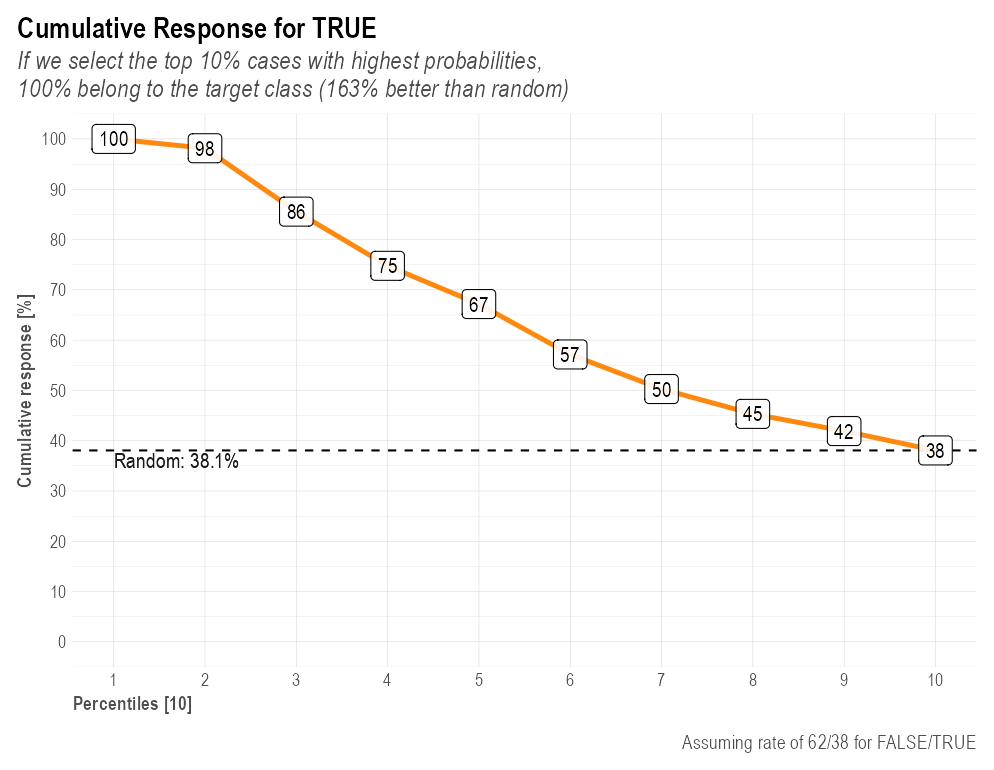 Cumulative Response for TRUE
If we select the top 10% cases with highest probabilities,
100% belong to the target class (163% better than random)
Cumulative response [%]
100
90
80
70
60
50
40
30
20
10
0
100
98
86
75
67
57
50
45
42
38
Random: 38.1%
1 2 3 4 5 6 7 8 9 10
Percentiles [10]
Assuming rate of 62/38 for FALSE/TRUE